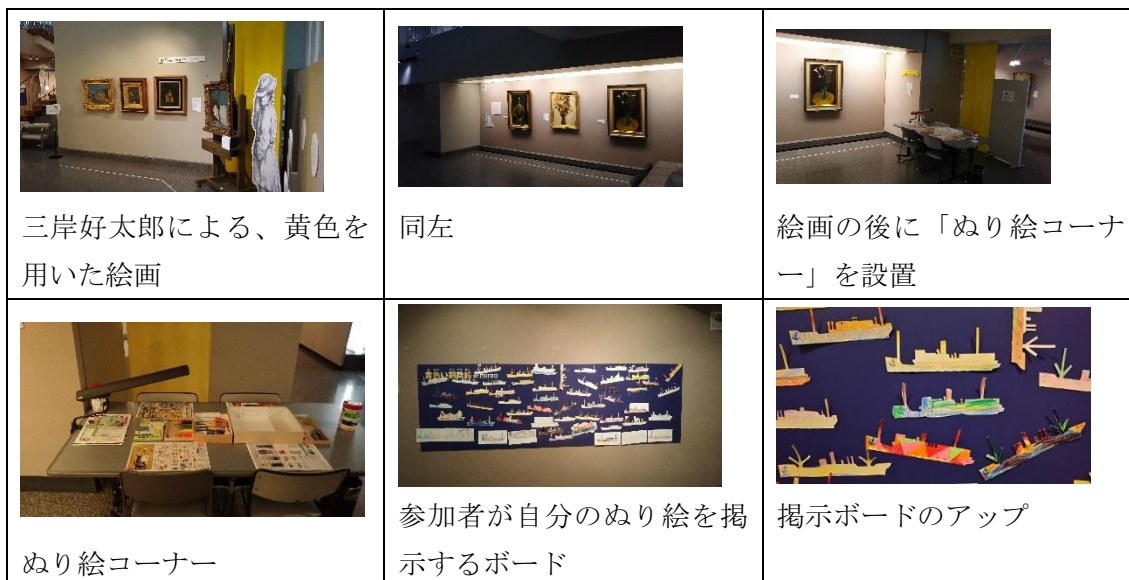 三岸好太郎による、黄色を
用いた絵画
同左
絵画の後に「ぬり絵コーナ
ー」を設置
ぬり絵コーナー
参加者が自分のぬり絵を掲
示するボード
掲示ボードのアップ